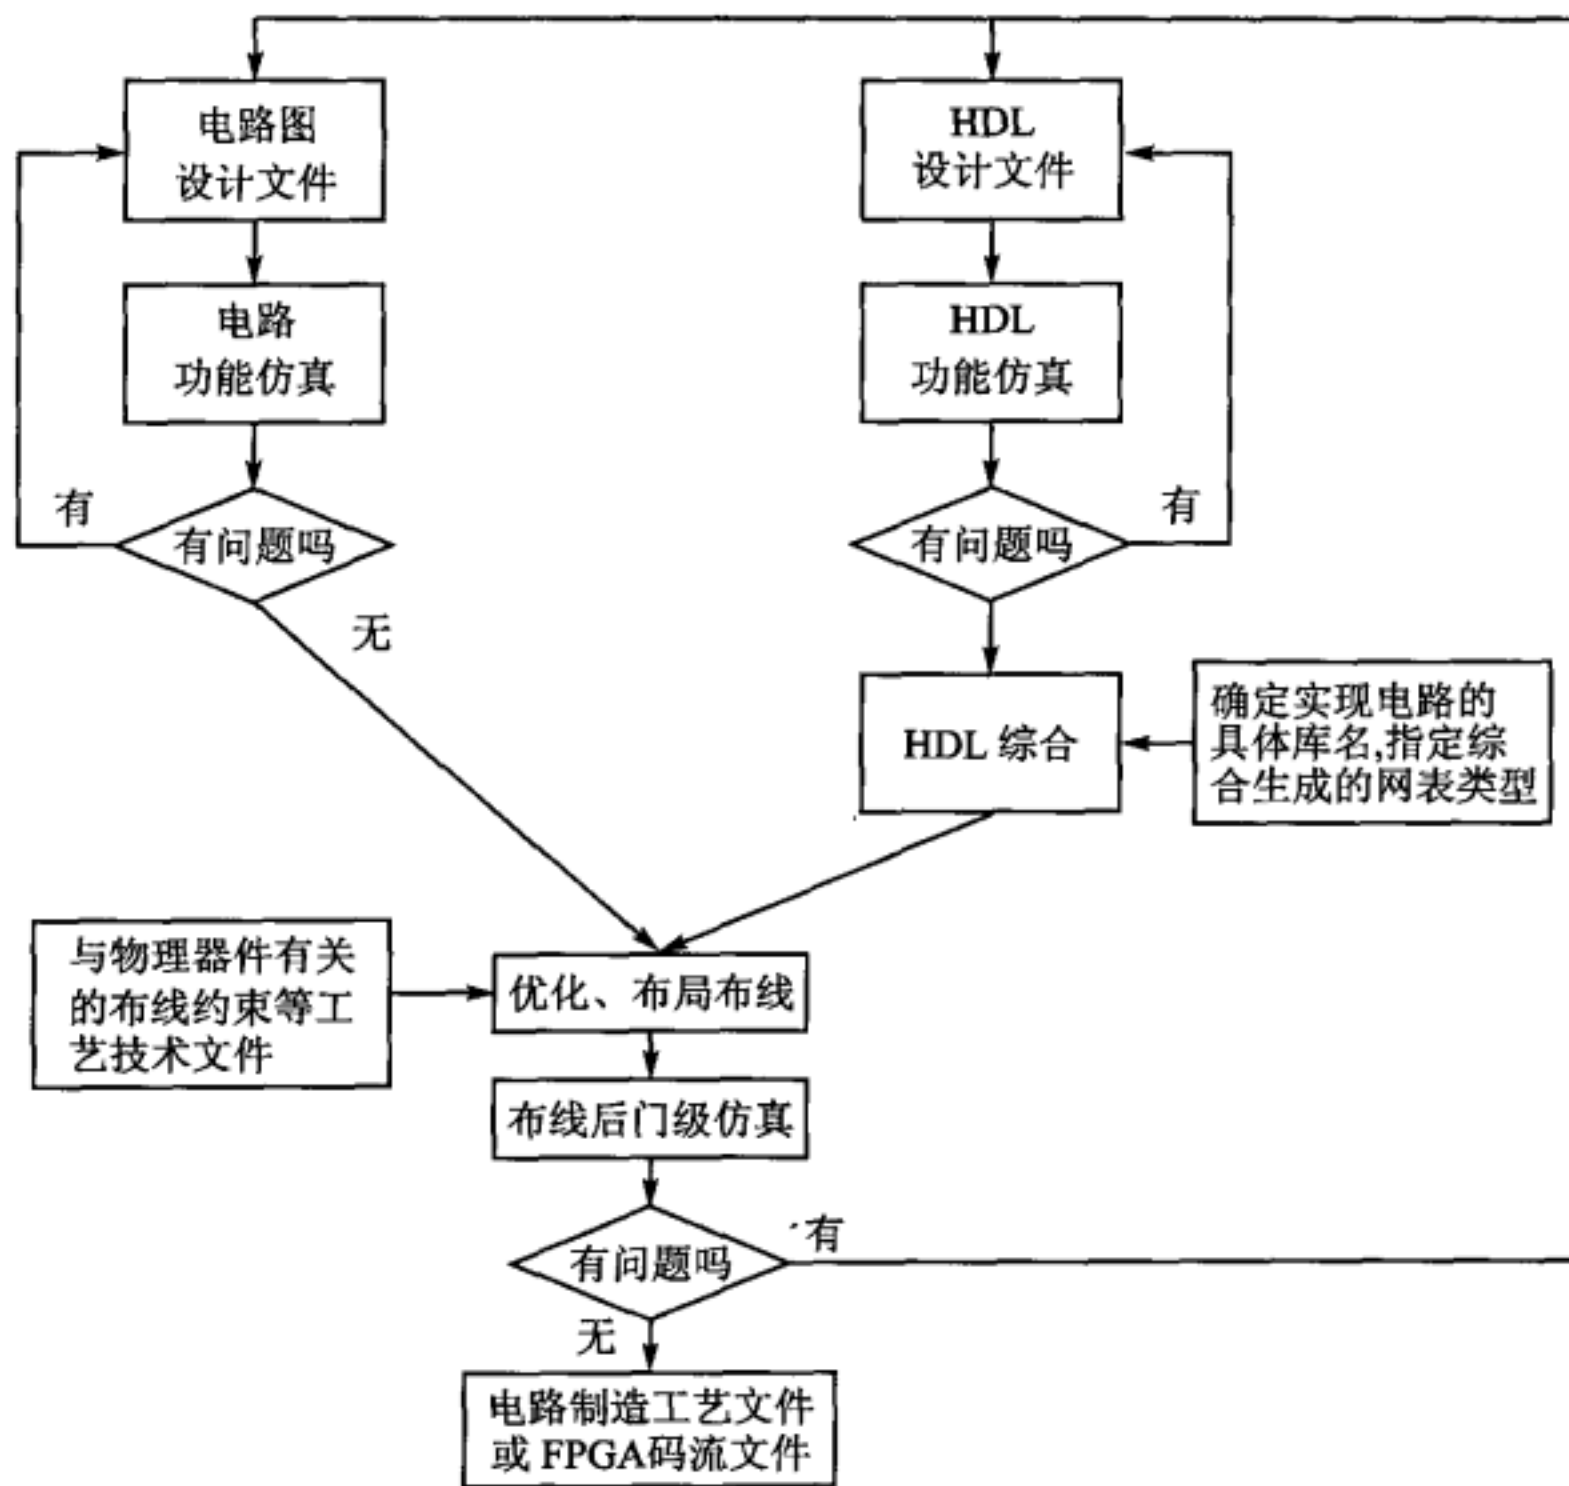 电路图
设计文件
HDL
设计文件
电路
功能仿真
HDL
功能仿真
有
有问题吗
无
有问题吗
有
HDL 综合
确定实现电路的
具体库名,指定综
合生成的网表类型
与物理器件有关
的布线约束等工
艺技术文件
优化、布局布线
布线后门级仿真
有问题吗
有
无
电路制造工艺文件
或 FPGA码流文件